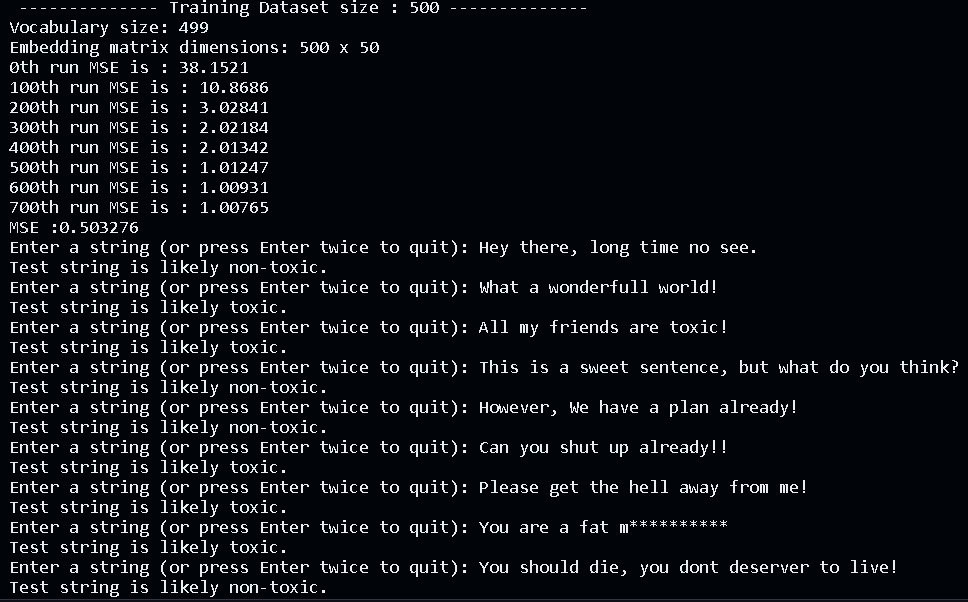 -------------- Training Dataset size : 500 --------------
Vocabulary size: 499
Embedding matrix dimensions: 500 x 50
0th run MSE is : 38.1521
100th run MSE is : 10.8686
200th run MSE is : 3.02841
300th run MSE is : 2.02184
400th run MSE is : 2.01342
500th run MSE is : 1.01247
600th run MSE is : 1.00931
700th run MSE is : 1.00765
MSE :0.503276
Enter a string (or press Enter twice to quit): Hey there, long time no see.
Test string is likely non-toxic.
Enter a string (or press Enter twice to quit): What a wonderfull world!
Test string is likely toxic.
Enter a string (or press Enter twice to quit): All my friends are toxic!
Test string is likely toxic.
Enter a string (or press Enter twice to quit): This is a sweet sentence, but what do you think?
Test string is likely non-toxic.
Enter a string (or press Enter twice to quit): However, We have a plan already!
Test string is likely non-toxic.
Enter a string (or press Enter twice to quit): Can you shut up already!!
Test string is likely toxic.
Enter a string (or press Enter twice to quit): Please get the hell away from me!
Test string is likely toxic.
Enter a string (or press Enter twice to quit): You are a fat m**********
Test string is likely toxic.
Enter a string (or press Enter twice to quit): You should die, you dont deserver to live!
Test string is likely non-toxic.